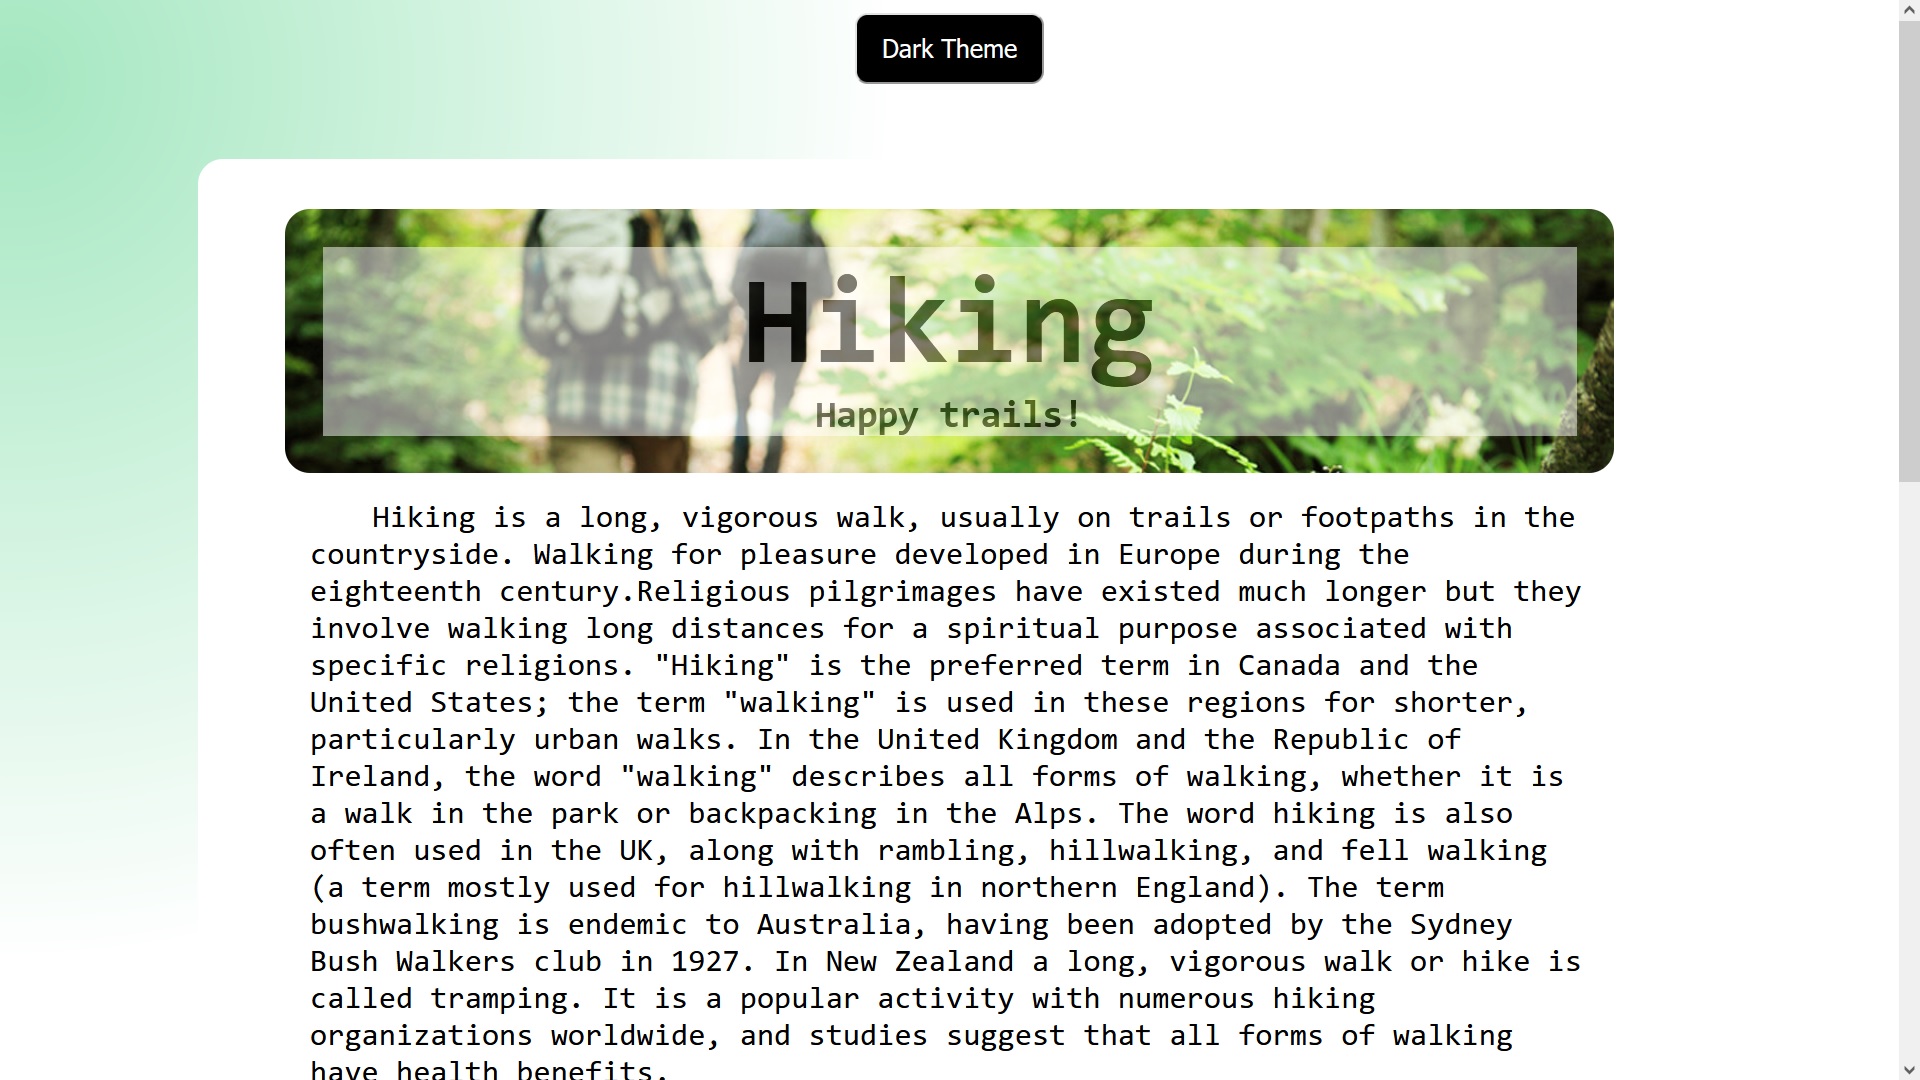 Dark Theme
Hiking
Happy trails!
Hiking is a long, vigorous walk, usually on trails or footpaths in the
countryside. Walking for pleasure developed in Europe during the
eighteenth century.Religious pilgrimages have existed much longer but they
involve walking long distances for a spiritual purpose associated with
specific religions. "Hiking" is the preferred term in Canada and the
United States; the term "walking" is used in these regions for shorter,
particularly urban walks. In the United Kingdom and the Republic of
Ireland, the word "walking" describes all forms of walking, whether it is
a walk in the park or backpacking in the Alps. The word hiking is also
often used in the UK, along with rambling, hillwalking, and fell walking
(a term mostly used for hillwalking in northern England). The term
bushwalking is endemic to Australia, having been adopted by the Sydney
Bush Walkers club in 1927. In New Zealand a long, vigorous walk or hike is
called tramping. It is a popular activity with numerous hiking
organizations worldwide, and studies suggest that all forms of walking
have health benefits.